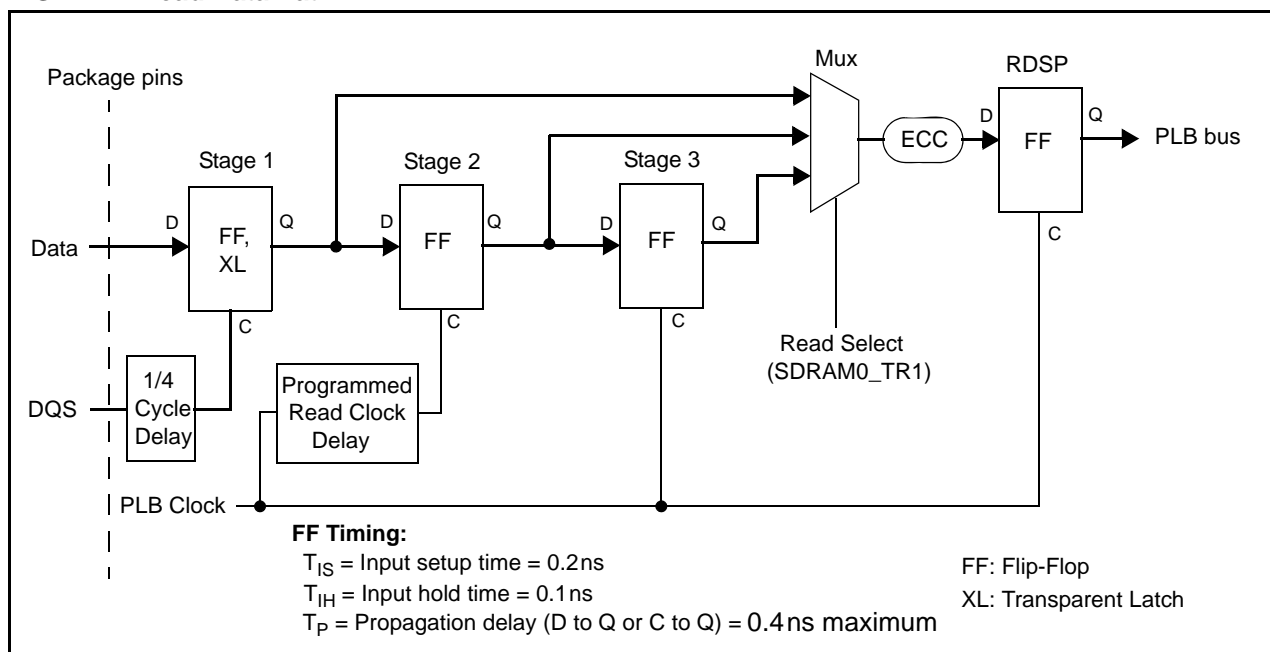 Package pins
Mux
RDSP
Stage 1
Stage 2
Stage 3
D
Q
FF,
XL
C
D
Q
FF
C
D
Q
FF
C
ECC
D
Q
FF
C
PLB bus
Data
Read Select
(SDRAM0_TR1)
DQS
1/4
Cycle
Delay
Programmed
Read Clock
Delay
PLB Clock
FF Timing:
TIS = Input setup time = 0.2ns
TIH = Input hold time = 0.1ns
TP = Propagation delay (D to Q or C to Q) = 0.4ns maximum
FF: Flip-Flop
XL: Transparent Latch